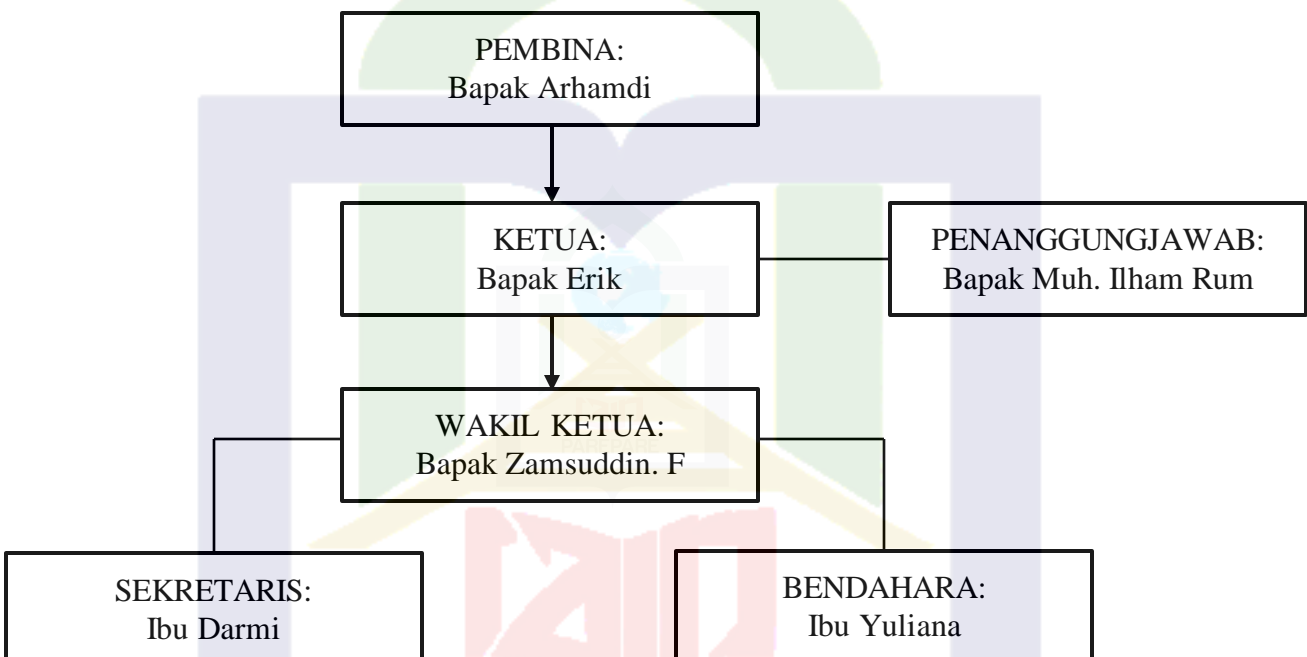 PEMBINA:
Bapak Arhamdi
KETUA:
Bapak Erik
PENANGGUNGJAWAB:
Bapak Muh. Ilham Rum
WAKIL KETUA:
Bapak Zamsuddin. F
PAREPARE
SEKRETARIS:
Ibu Darmi
BENDAHARA:
Ibu Yuliana